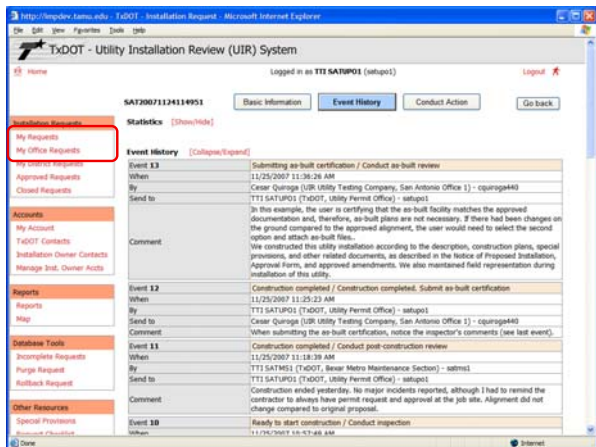 http://impdev.tamu.edu - TxDOT - Installation Request - Microsoft Internet Explorer
File Edit View Favorites Tools Help
TxDOT - Utility Installation Review (UIR) System
Home Logged in as TTI SATUPO1 (satupo1) Logout
SAT20071124114951 Basic Information Event History Conduct Action Go back
Installation Requests
My Requests
My Office Requests
My District Requests
Approved Requests
Closed Requests
Accounts
My Account
TxDOT Contacts
Installation Owner Contacts
Manage Inst. Owner Accts
Reports
Reports
Map
Database Tools
Incomplete Requests
Purge Request
Rollback Request
Other Resources
Special Provisions
Request Checklist
Statistics [Show/Hide]
Event History [Collapse/Expand]
Event 13 Submitting as-built certification / Conduct as-built review
When 11/25/2007 11:36:26 AM
By Cesar Quiroga (UIR Utility Testing Company, San Antonio Office 1) - cquiroga440
Send to TTI SATUPO1 (TxDOT, Utility Permit Office) - satupo1
Comment In this example, the user is certifying that the as-built facility matches the approved
documentation and, therefore, as-built plans are not necessary. If there had been changes on
the ground compared to the approved alignment, the user would need to select the second
option and attach as-built files..
We constructed this utility installation according to the description, construction plans, special
provisions, and other related documents, as described in the Notice of Proposed Installation,
Approval Form, and approved amendments. We also maintained field representation during
installation of this utility.
Event 12 Construction completed / Construction completed. Submit as-built certification
When 11/25/2007 11:25:23 AM
By TTI SATUPO1 (TxDOT, Utility Permit Office) - satupo1
Send to Cesar Quiroga (UIR Utility Testing Company, San Antonio Office 1) - cquiroga440
Comment When submitting the as-built certification, notice the inspector's comments (see last event).
Event 11 Construction completed / Conduct post-construction review
When 11/25/2007 11:18:39 AM
By TTI SATMS1 (TxDOT, Bexar Metro Maintenance Section) - satms1
Send to TTI SATUPO1 (TxDOT, Utility Permit Office) - satupo1
Comment Construction ended yesterday. No major incidents reported, although I had to remind the
contractor to always have permit request and approval at the job site. Alignment did not
change compared to original proposal.
Event 10 Ready to start construction / Conduct inspection
When 11/25/2007 10:57:49 AM
Done Internet